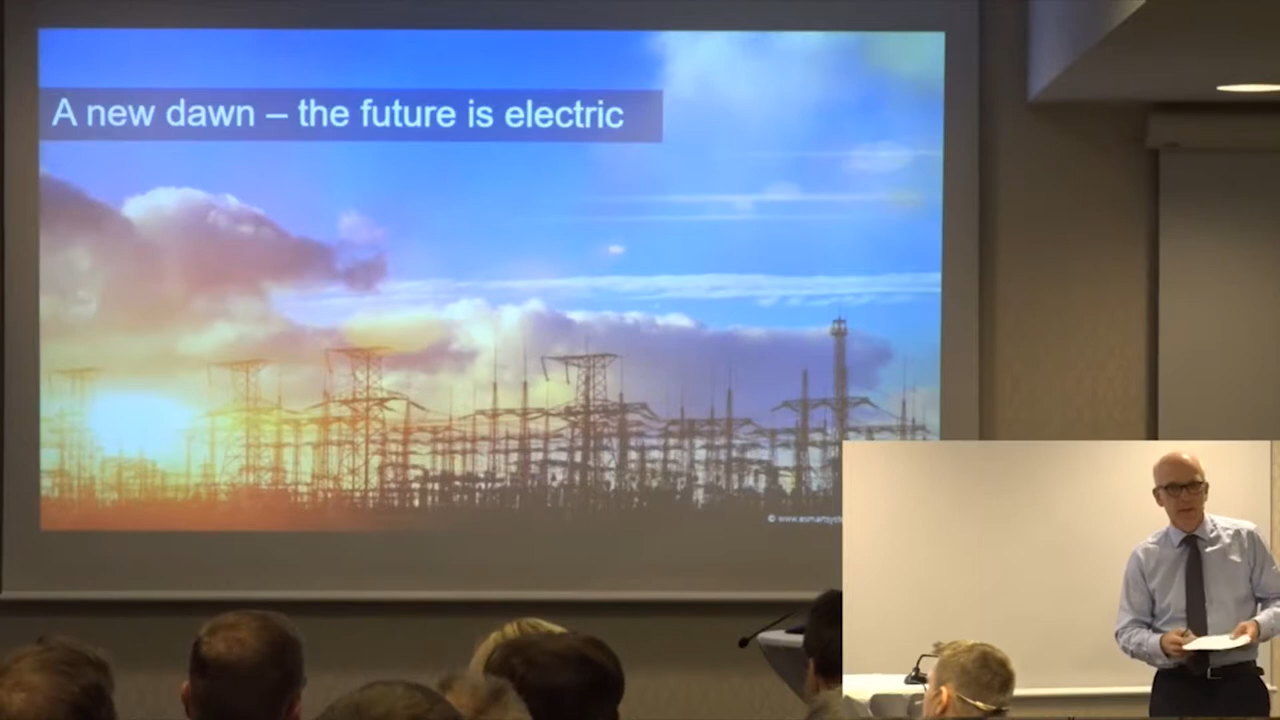 A new dawn – the future is electric